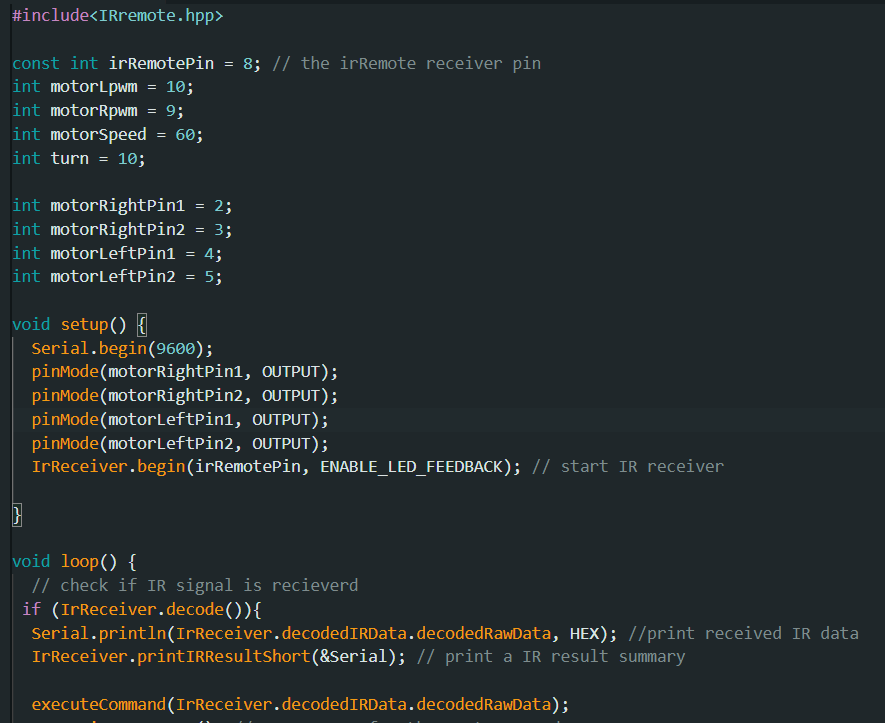 #include<IRremote.hpp>
const int irRemotePin = 8; // the irRemote receiver pin
int motorLpwm = 10;
int motorRpwm = 9;
int motorSpeed = 60;
int turn = 10;
int motorRightPin1 = 2;
int motorRightPin2 = 3;
int motorLeftPin1 = 4;
int motorLeftPin2 = 5;
void setup() {
Serial.begin(9600);
pinMode(motorRightPin1, OUTPUT);
pinMode(motorRightPin2, OUTPUT);
pinMode(motorLeftPin1, OUTPUT);
pinMode(motorLeftPin2, OUTPUT);
IrReceiver.begin(irRemotePin, ENABLE_LED_FEEDBACK); // start IR receiver
}
void loop() {
// check if IR signal is recieverd
if (IrReceiver.decode()){
Serial.println(IrReceiver.decodedIRData.decodedRawData, HEX); //print received IR data
IrReceiver.printIRResultShort(&Serial); // print a IR result summary
executeCommand(IrReceiver.decodedIRData.decodedRawData);